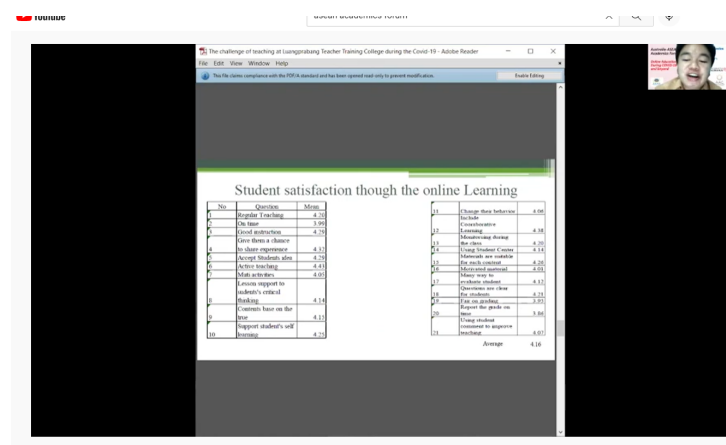 YouTube
asean academics forum
The challenge of teaching at Luangprabang Teacher Training College during the Covid-19 - Adobe Reader
File Edit View Window Help
This file claims compliance with the PDF/A standard and has been opened read-only to prevent modification.
Enable Editing
Student satisfaction though the online Learning
No Question Mean
1 Regular Teaching 4.20
2 On time 3.99
3 Good instruction 4.29
Give them a chance
4 to share experience 4.32
5 Accept Students idea 4.29
6 Active teaching 4.43
7 activities 4.05
Lesson support to
student's critical
8 thinking 4.14
Contents base on the
9 true 4.15
Support student's self
10 learning 4.25
11 Change their behavior 4.06
Include
12 Learning 4.38
Monitoring during
13 the class 4.20
14 Using Student Center 4.14
Materials are suitable
15 for each content 4.26
16 Motivated material 4.01
Many way to
17 evaluate student 4.12
Questions are clear
18 for students 4.21
19 Fair on grading 3.95
Report the grade on
20 time 3.86
Using student
comment to improve
21 teaching 4.07
Average 4.16